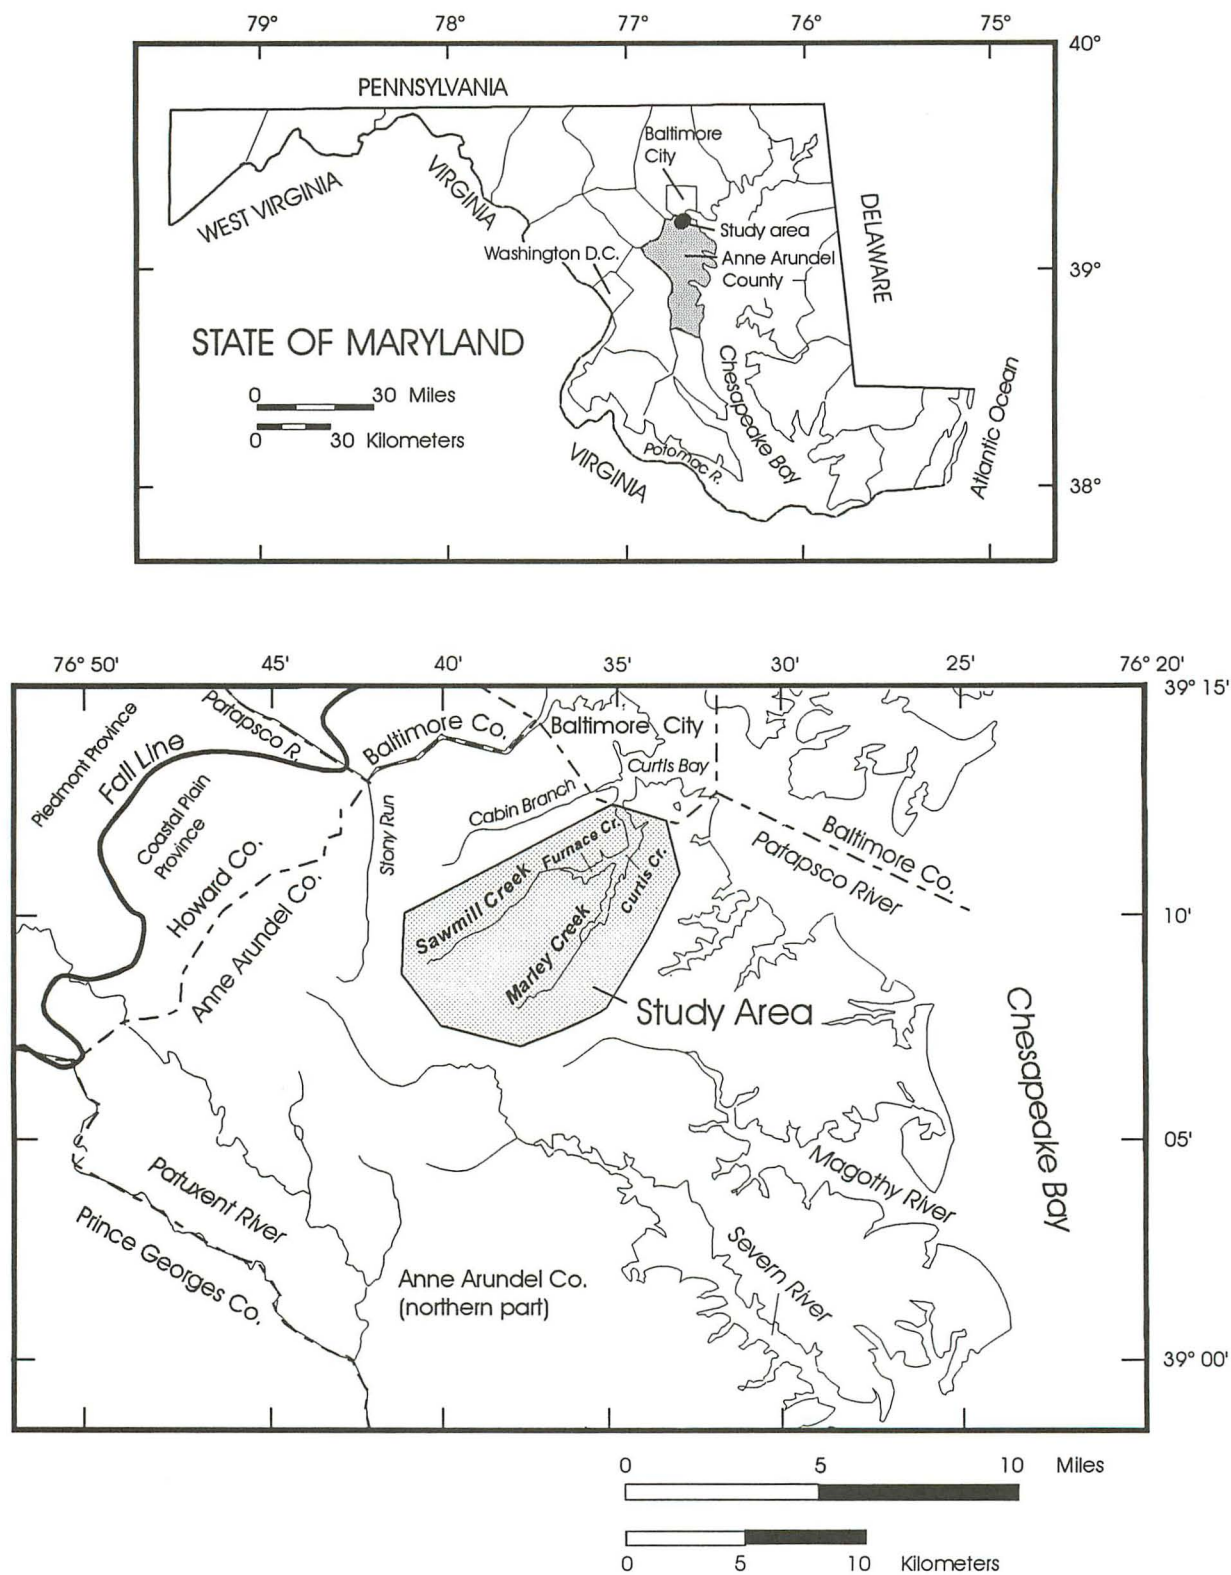 79° 78° 77° 76° 75°
40°
PENNSYLVANIA
Baltimore
City
WEST VIRGINIA
VIRGINIA
DELAWARE
Study area
Washington D.C.
Anne Arundel
County
39°
STATE OF MARYLAND
0 30 Miles
0 30 Kilometers
Chesapeake Bay
Atlantic Ocean
Potomac R.
VIRGINIA
38°
76° 50' 45' 40' 35' 30' 25' 76° 20'
39° 15'
Piedmont Province
Fall Line
Patapsco R.
Baltimore Co.
Baltimore City
Curtis Bay
Coastal Plain
Province
Stony Run
Cabin Branch
Furnace Cr.
Curtis Cr.
Baltimore Co.
Patapsco River
Howard Co.
Anne Arundel Co.
Sawmill Creek
Marley Creek
10'
Study Area
Chesapeake Bay
05'
Patuxent River
Prince Georges Co.
Magothy River
Severn River
Anne Arundel Co.
(northern part)
39° 00'
0 5 10 Miles
0 5 10 Kilometers